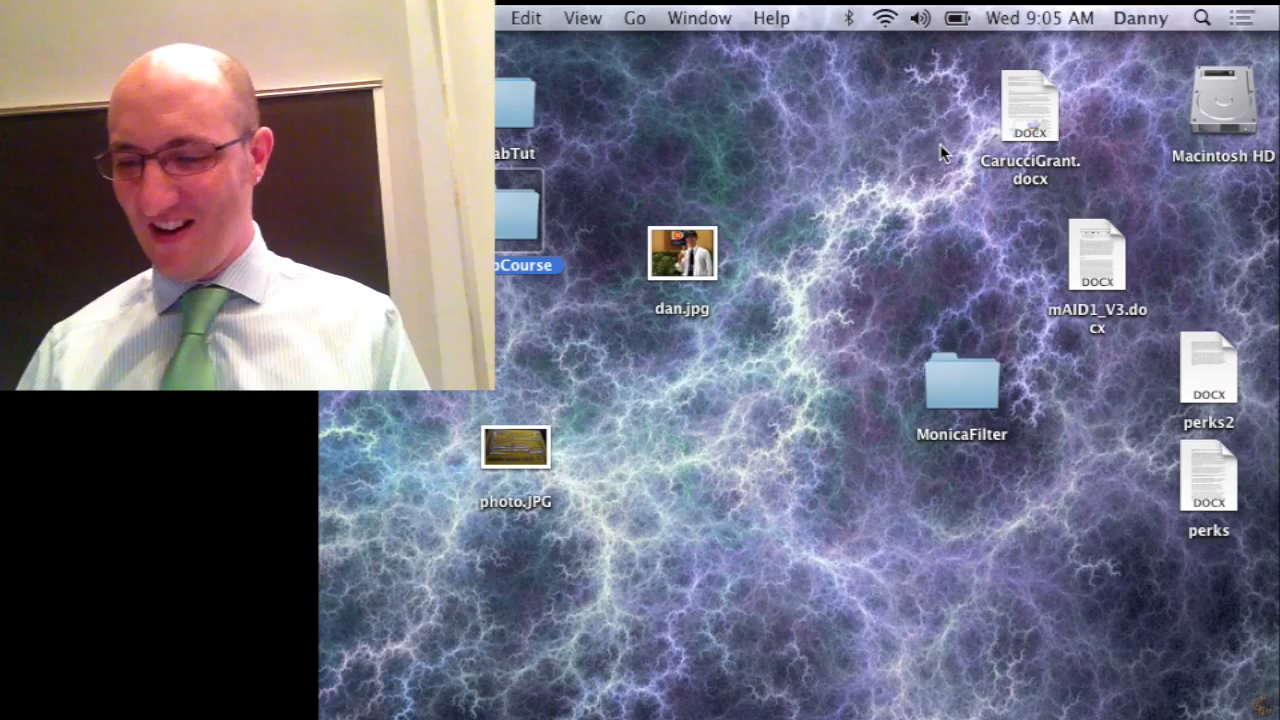 Edit View Go Window Help Wed 9:05 AM Danny
abTut
DOCX
CarucciGrant.
docx
Macintosh HD
oCourse
dan.jpg
DOCX
mAID1_V3.do
cx
DOCX
perks2
MonicaFilter
photo.JPG
DOCX
perks